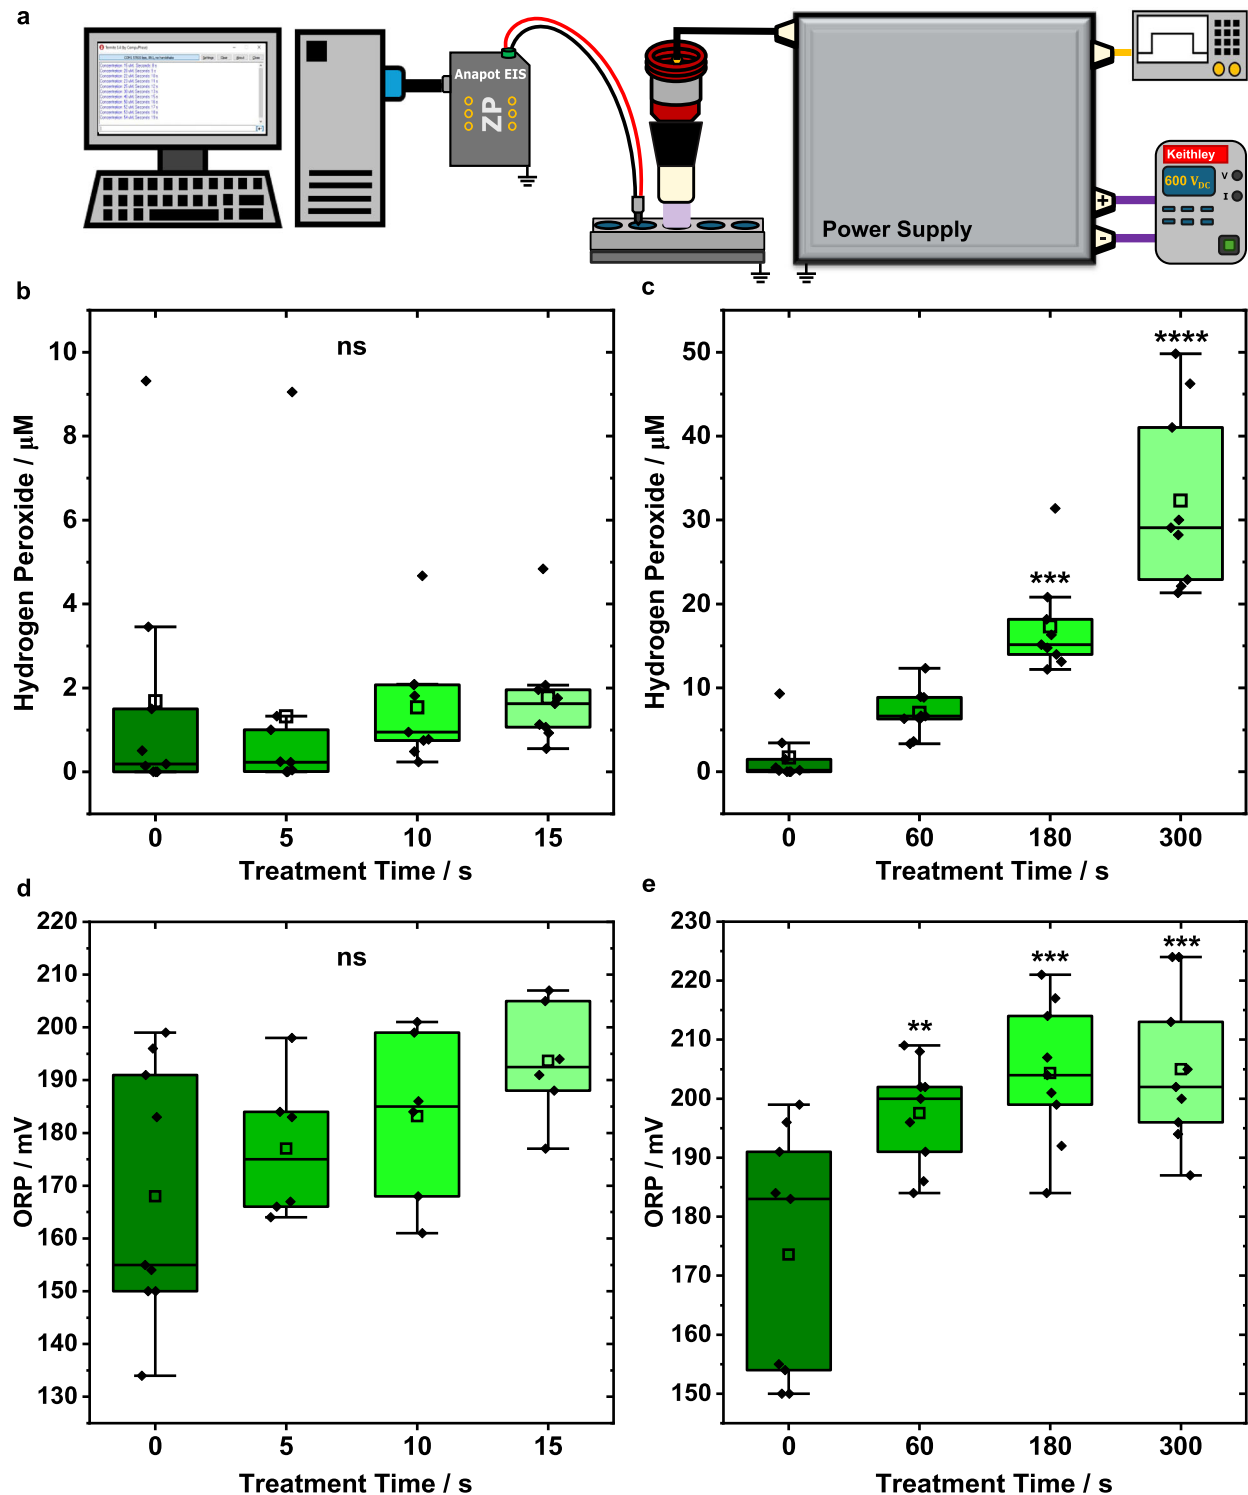 a
Anapot EIS
ZP
Keithley
600 VDC
V
I
+
-
Power Supply
b
ns
Hydrogen Peroxide / µM
10
8
6
4
2
0
0 5 10 15
Treatment Time / s
c
****
***
Hydrogen Peroxide / µM
50
40
30
20
10
0
0 60 180 300
Treatment Time / s
d
ns
ORP / mV
220
210
200
190
180
170
160
150
140
130
0 5 10 15
Treatment Time / s
e
**
***
***
ORP / mV
230
220
210
200
190
180
170
160
150
0 60 180 300
Treatment Time / s